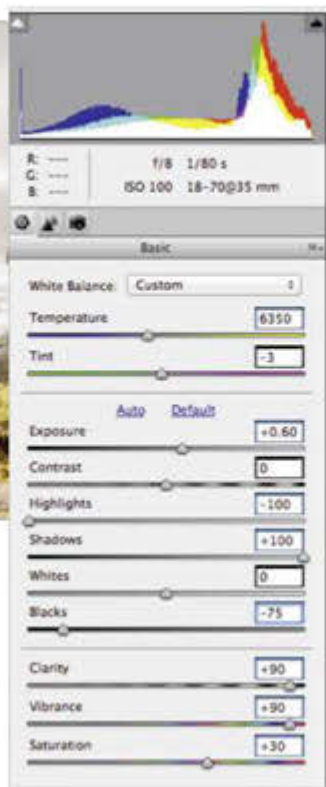 R: ---
G: ---
B: ---
f/8 1/80 s
ISO 100 18-70@35 mm
Basic
White Balance: Custom
Temperature 6350
Tint -3
Auto Default
Exposure +0.60
Contrast 0
Highlights -100
Shadows +100
Whites 0
Blacks -75
Clarity +90
Vibrance +90
Saturation +30